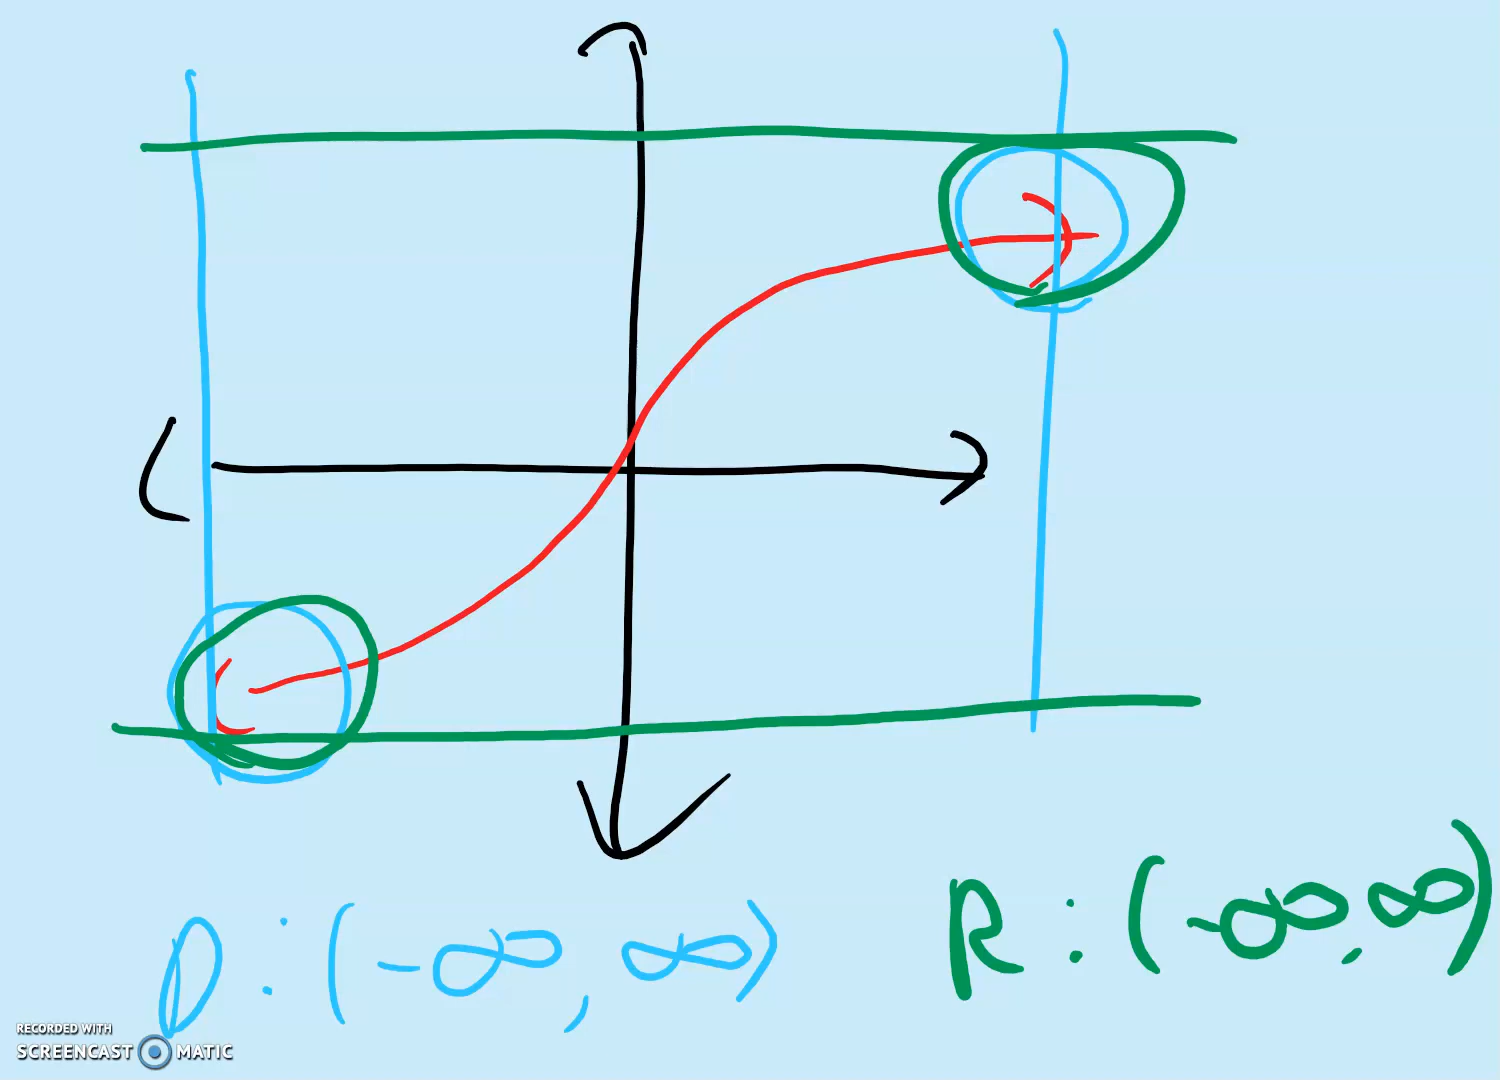 D: (-∞, ∞)
R: (-∞, ∞)
RECORDED WITH
SCREENCAST MATIC